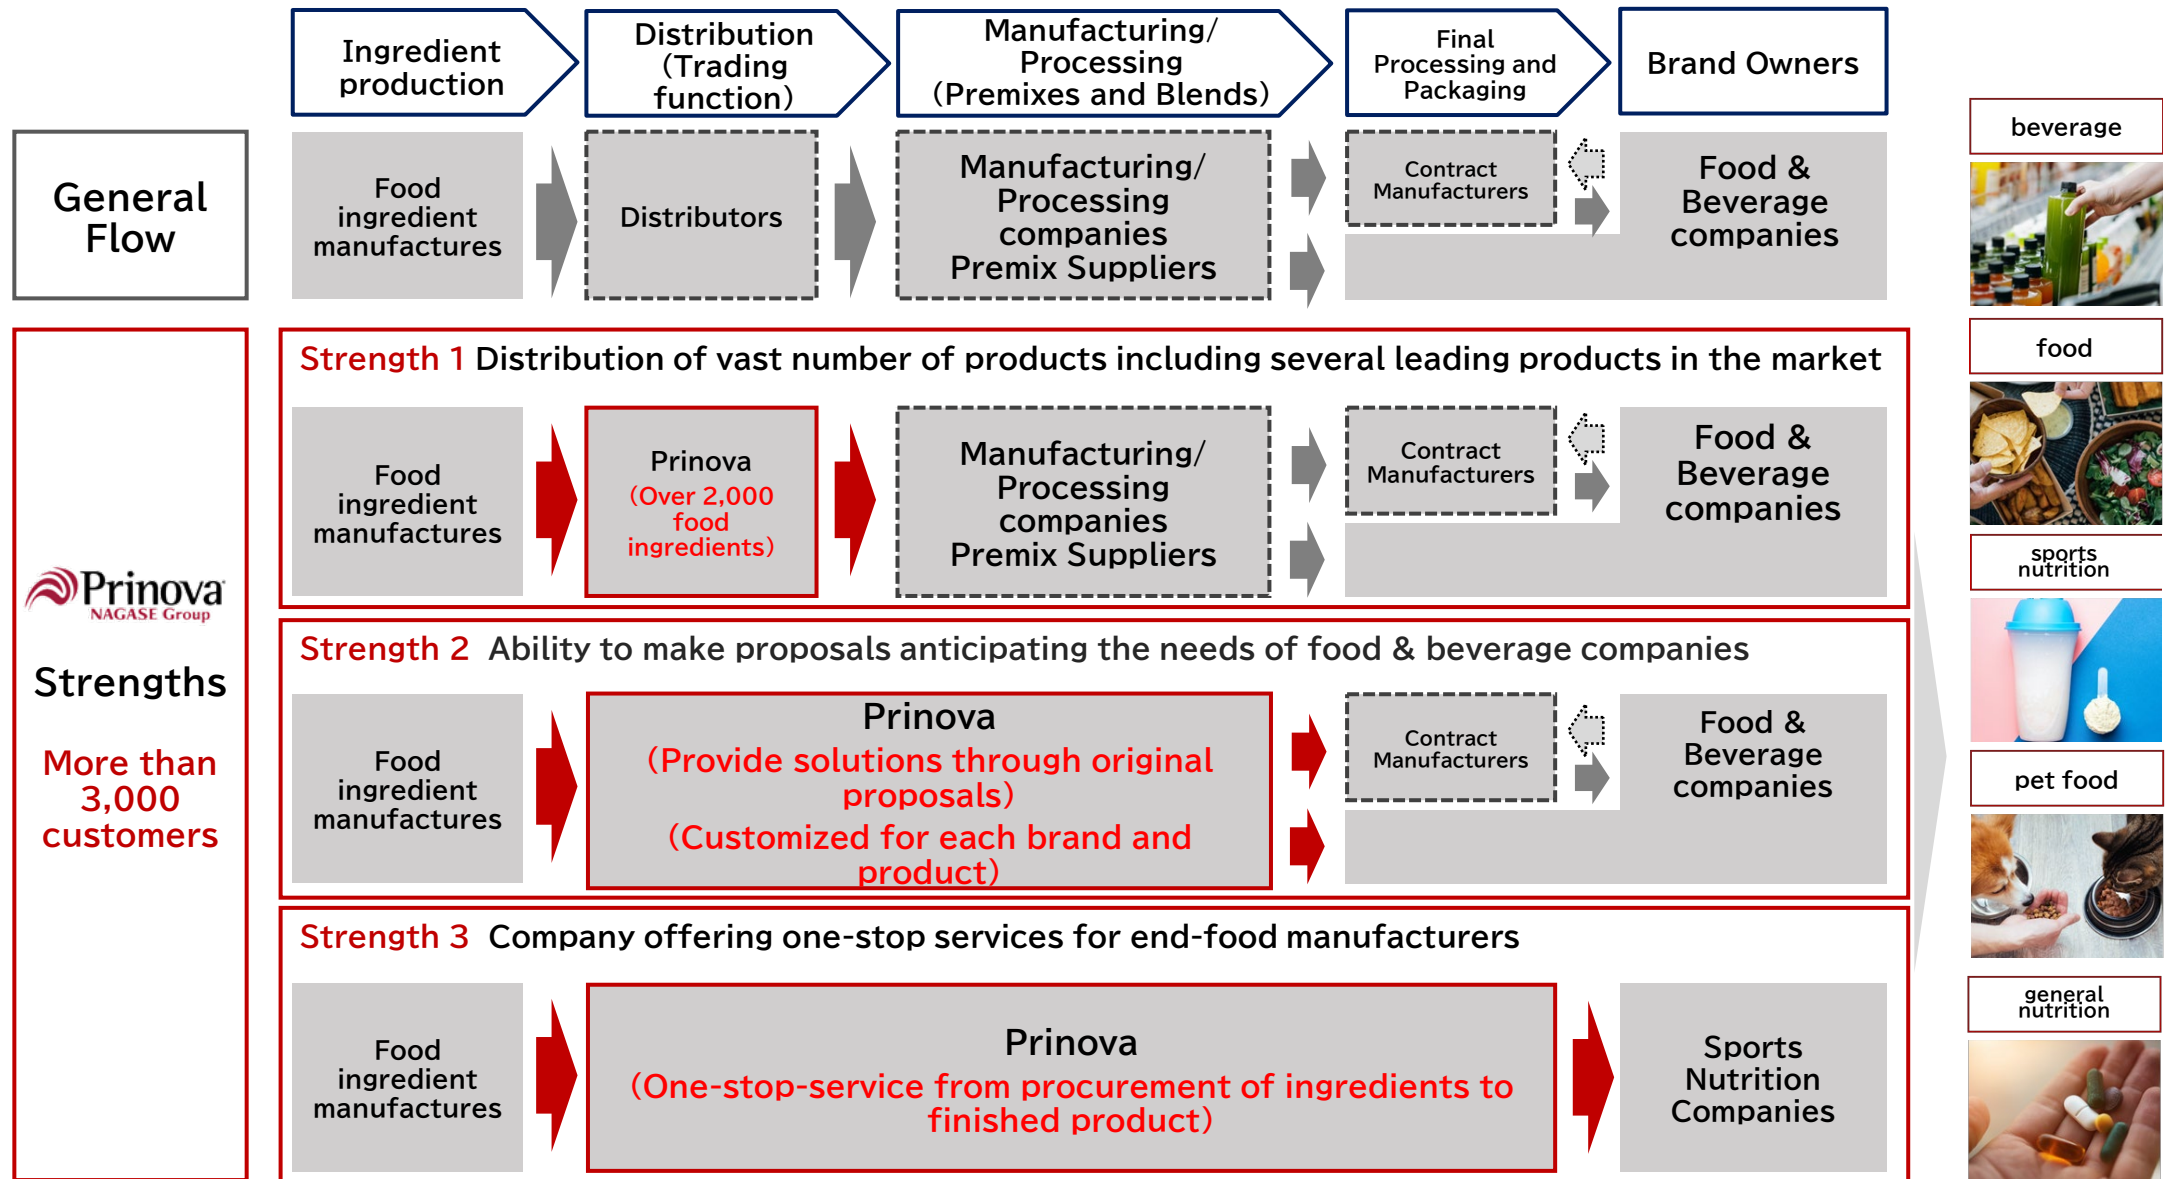 Ingredient
production
Distribution
(Trading
function)
Manufacturing/
Processing
(Premixes and Blends)
Final
Processing and
Packaging
Brand Owners
General
Flow
Food
ingredient
manufactures
Distributors
Manufacturing/
Processing
companies
Premix Suppliers
Contract
Manufacturers
Food &
Beverage
companies
Prinova
NAGASE Group
Strengths
More than
3,000
customers
Strength 1 Distribution of vast number of products including several leading products in the market
Food
ingredient
manufactures
Prinova
(Over 2,000
food
ingredients)
Manufacturing/
Processing
companies
Premix Suppliers
Contract
Manufacturers
Food &
Beverage
companies
Strength 2 Ability to make proposals anticipating the needs of food & beverage companies
Food
ingredient
manufactures
Prinova
(Provide solutions through original
proposals)
(Customized for each brand and
product)
Contract
Manufacturers
Food &
Beverage
companies
Strength 3 Company offering one-stop services for end-food manufacturers
Food
ingredient
manufactures
Prinova
(One-stop-service from procurement of ingredients to
finished product)
Sports
Nutrition
Companies
beverage
food
sports
nutrition
pet food
general
nutrition